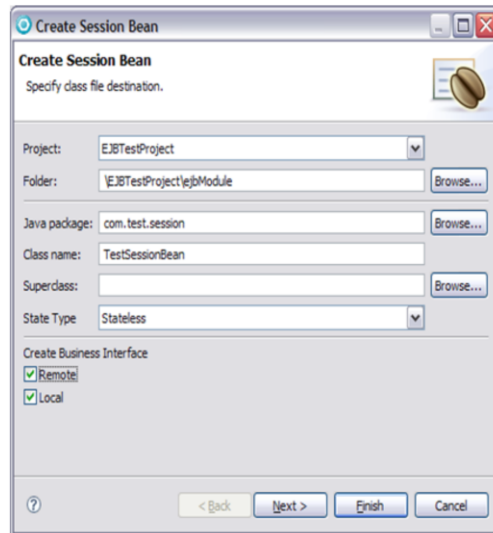 Create Session Bean
Create Session Bean
Specify class file destination.
Project: EJBTestProject
Folder: \EJBTestProject\ejbModule Browse...
Java package: com.test.session Browse...
Class name: TestSessionBean
Superclass: Browse...
State Type Stateless
Create Business Interface
Remote
Local
? < Back Next > Finish Cancel